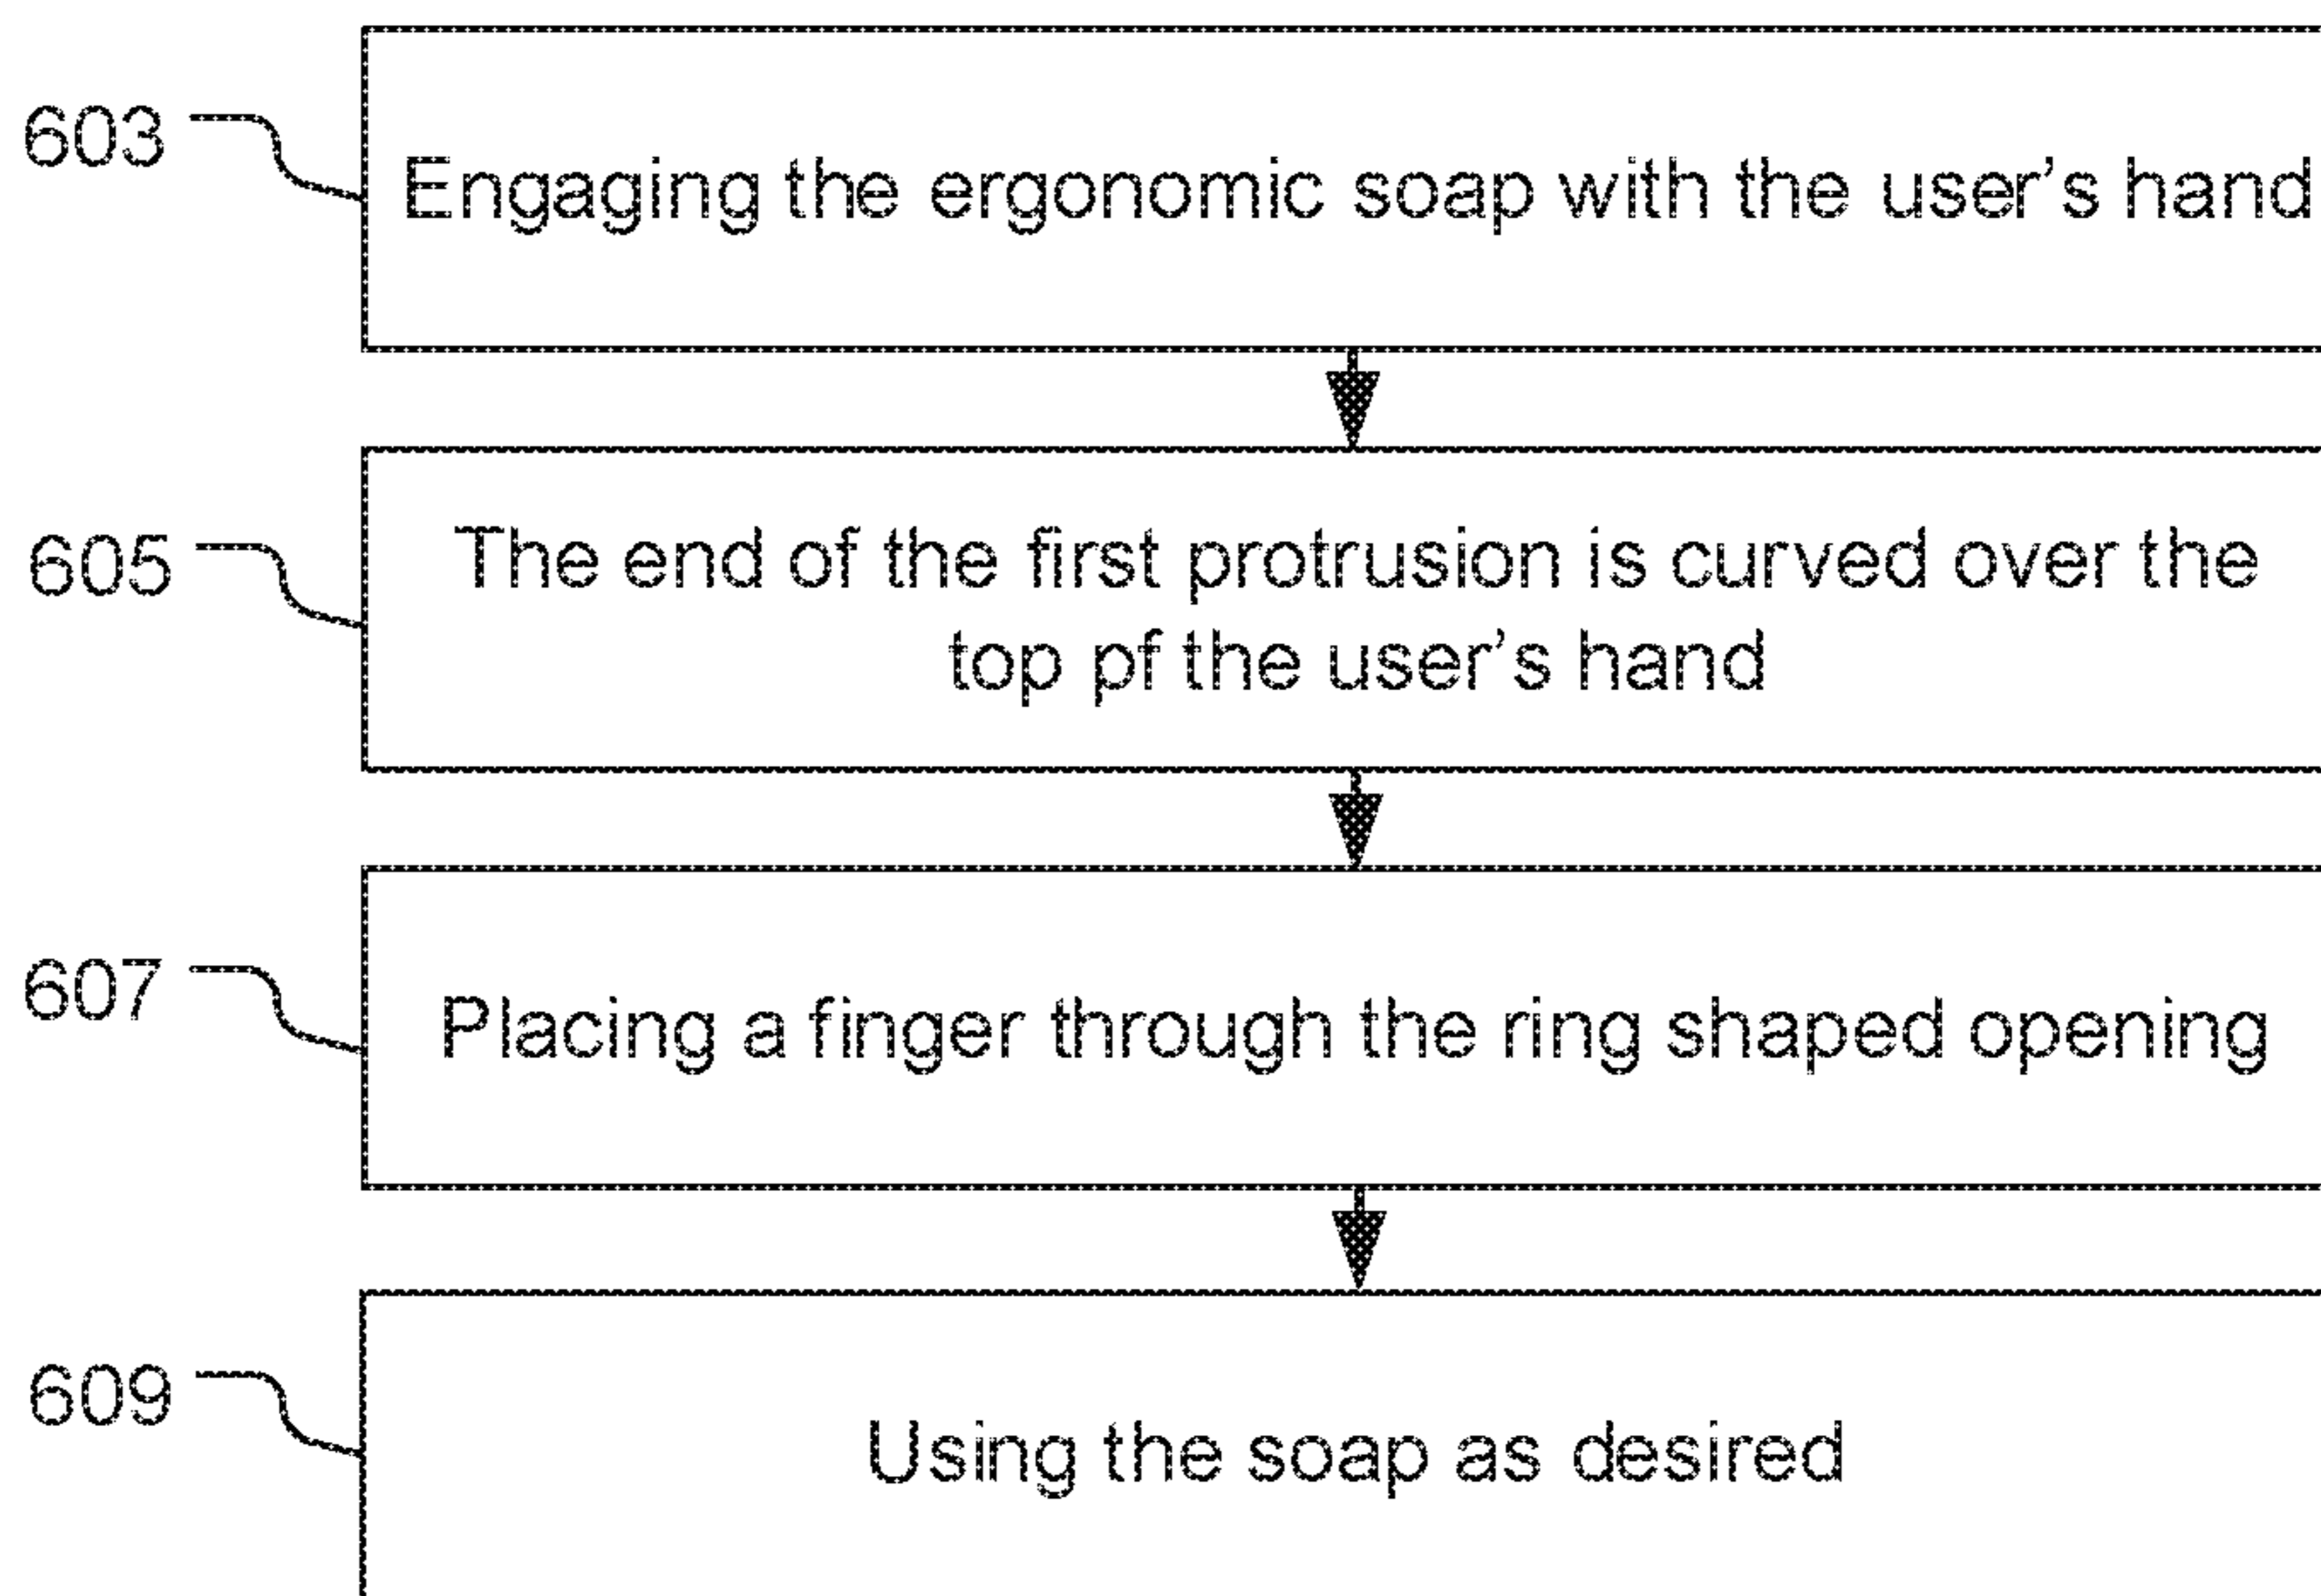 603
Engaging the ergonomic soap with the user's hand
605
The end of the first protrusion is curved over the
top pf the user's hand
607
Placing a finger through the ring shaped opening
609
Using the soap as desired